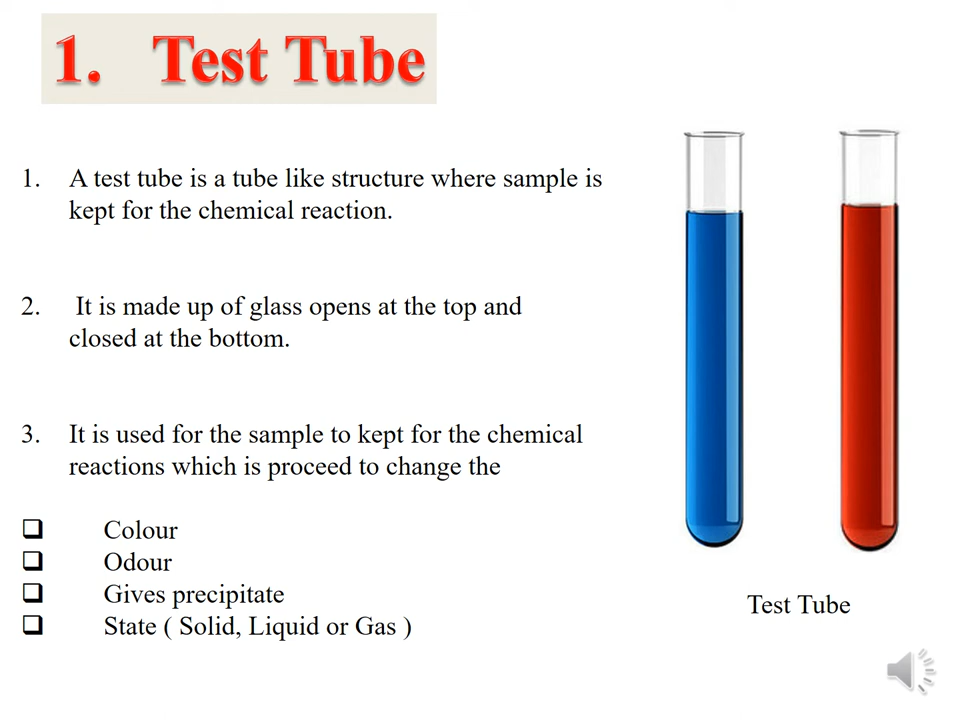 1. Test Tube
1. A test tube is a tube like structure where sample is
kept for the chemical reaction.
2. It is made up of glass opens at the top and
closed at the bottom.
3. It is used for the sample to kept for the chemical
reactions which is proceed to change the
❑ Colour
❑ Odour
❑ Gives precipitate
❑ State ( Solid, Liquid or Gas )
Test Tube